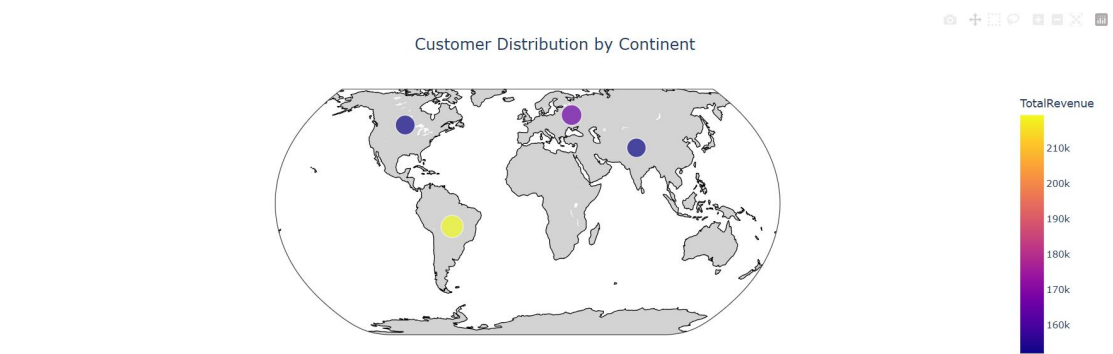 Customer Distribution by Continent
TotalRevenue
210k
200k
190k
180k
170k
160k